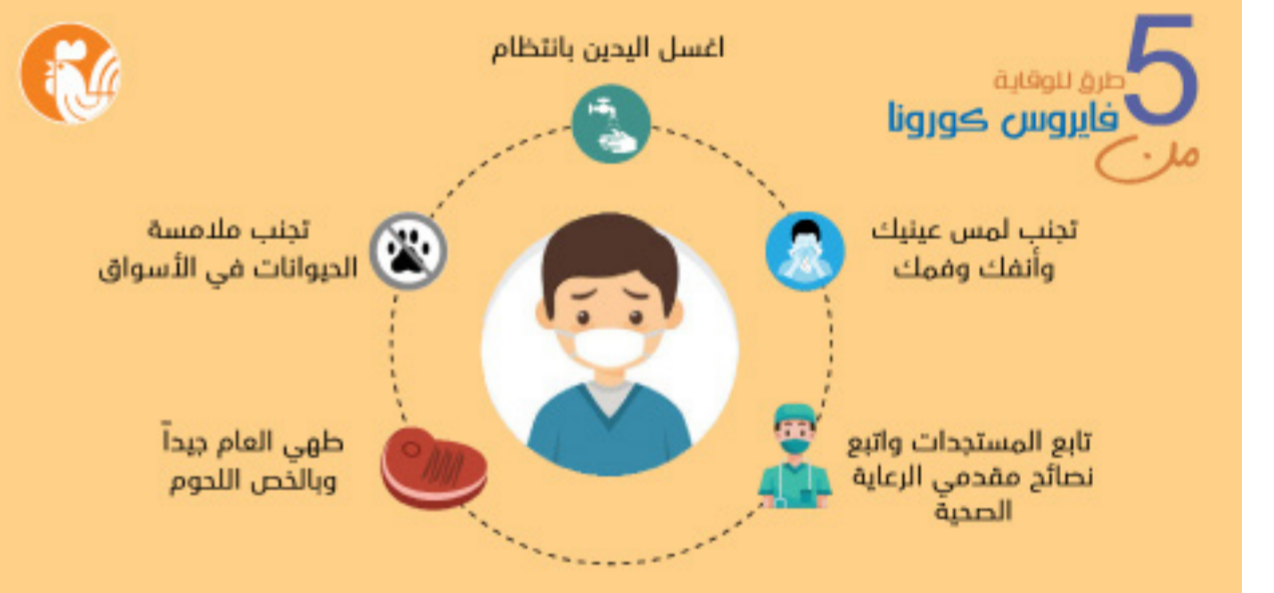 5
طرق للوقاية
فايروس كورونا
من
اغسل اليدين بانتظام
تجنب لمس عينيك
وأنفك وفمك
تجنب ملامسة
الحيوانات في الأسواق
تابع المستجدات واتبع
نصائح مقدمي الرعاية
الصحية
طهي العام جيداً
وبالخص اللحوم